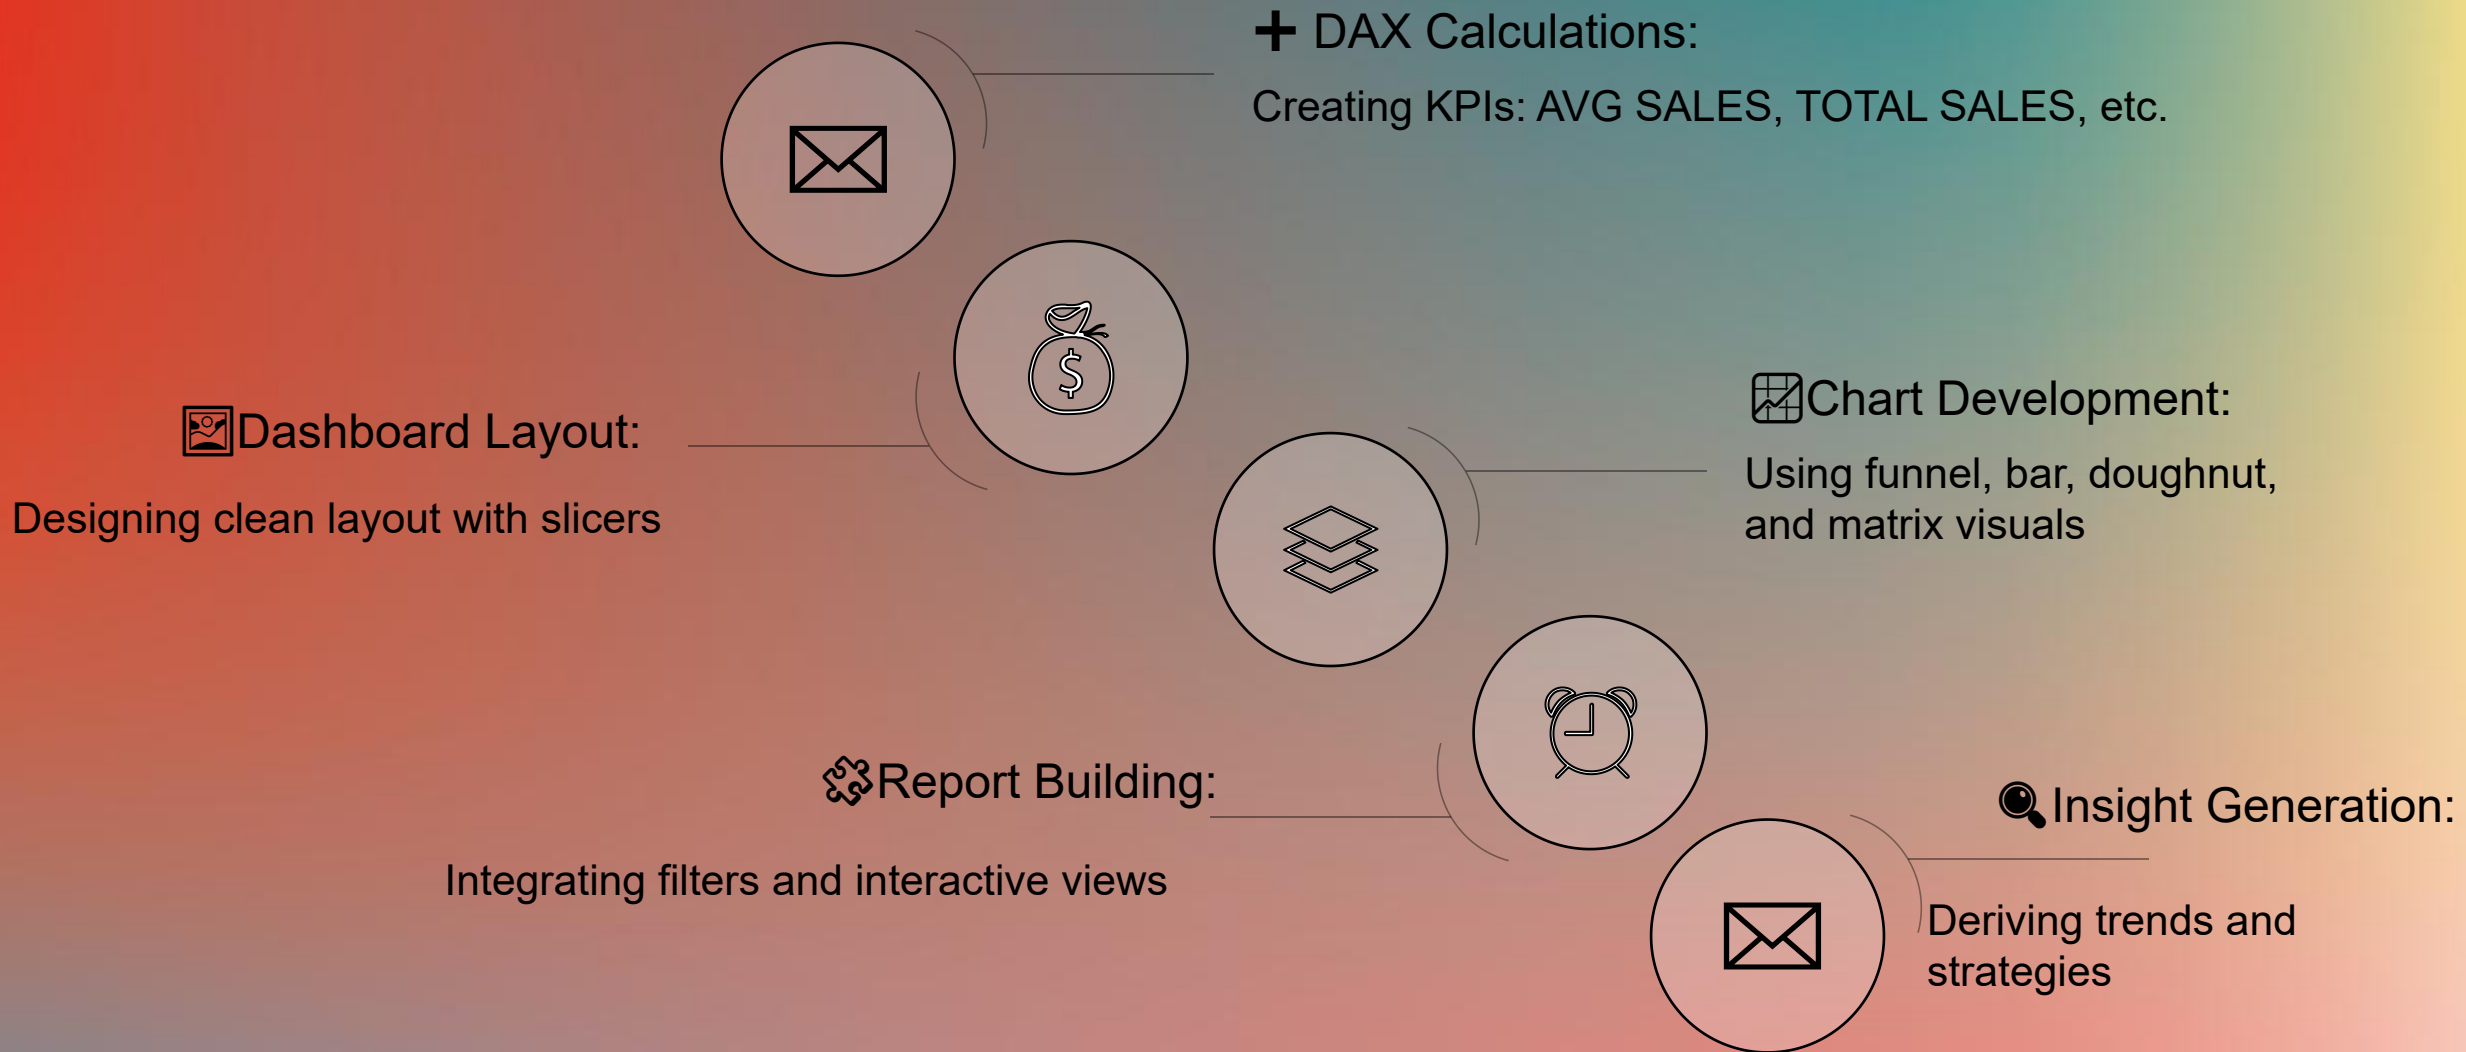 ➕ DAX Calculations:
Creating KPIs: AVG SALES, TOTAL SALES, etc.
🖼Dashboard Layout:
Designing clean layout with slicers
$
📈Chart Development:
Using funnel, bar, doughnut,
and matrix visuals
🧩Report Building:
Integrating filters and interactive views
🔍Insight Generation:
Deriving trends and
strategies